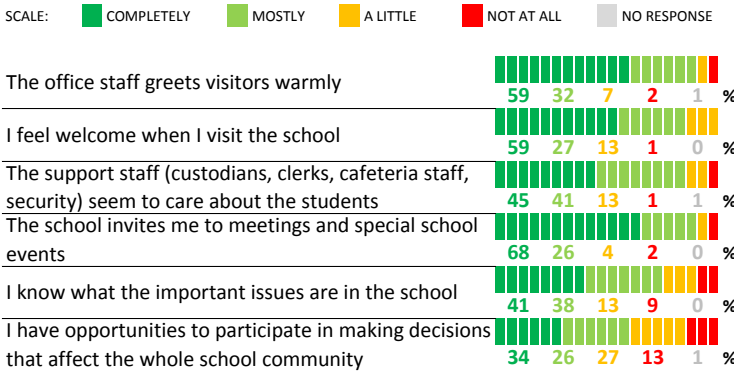 SCALE: COMPLETELY MOSTLY A LITTLE NOT AT ALL NO RESPONSE
The office staff greets visitors warmly
59 32 7 2 1 %
I feel welcome when I visit the school
59 27 13 1 0 %
The support staff (custodians, clerks, cafeteria staff,
security) seem to care about the students
45 41 13 1 1 %
The school invites me to meetings and special school
events
68 26 4 2 0 %
I know what the important issues are in the school
41 38 13 9 0 %
I have opportunities to participate in making decisions
that affect the whole school community
34 26 27 13 1 %